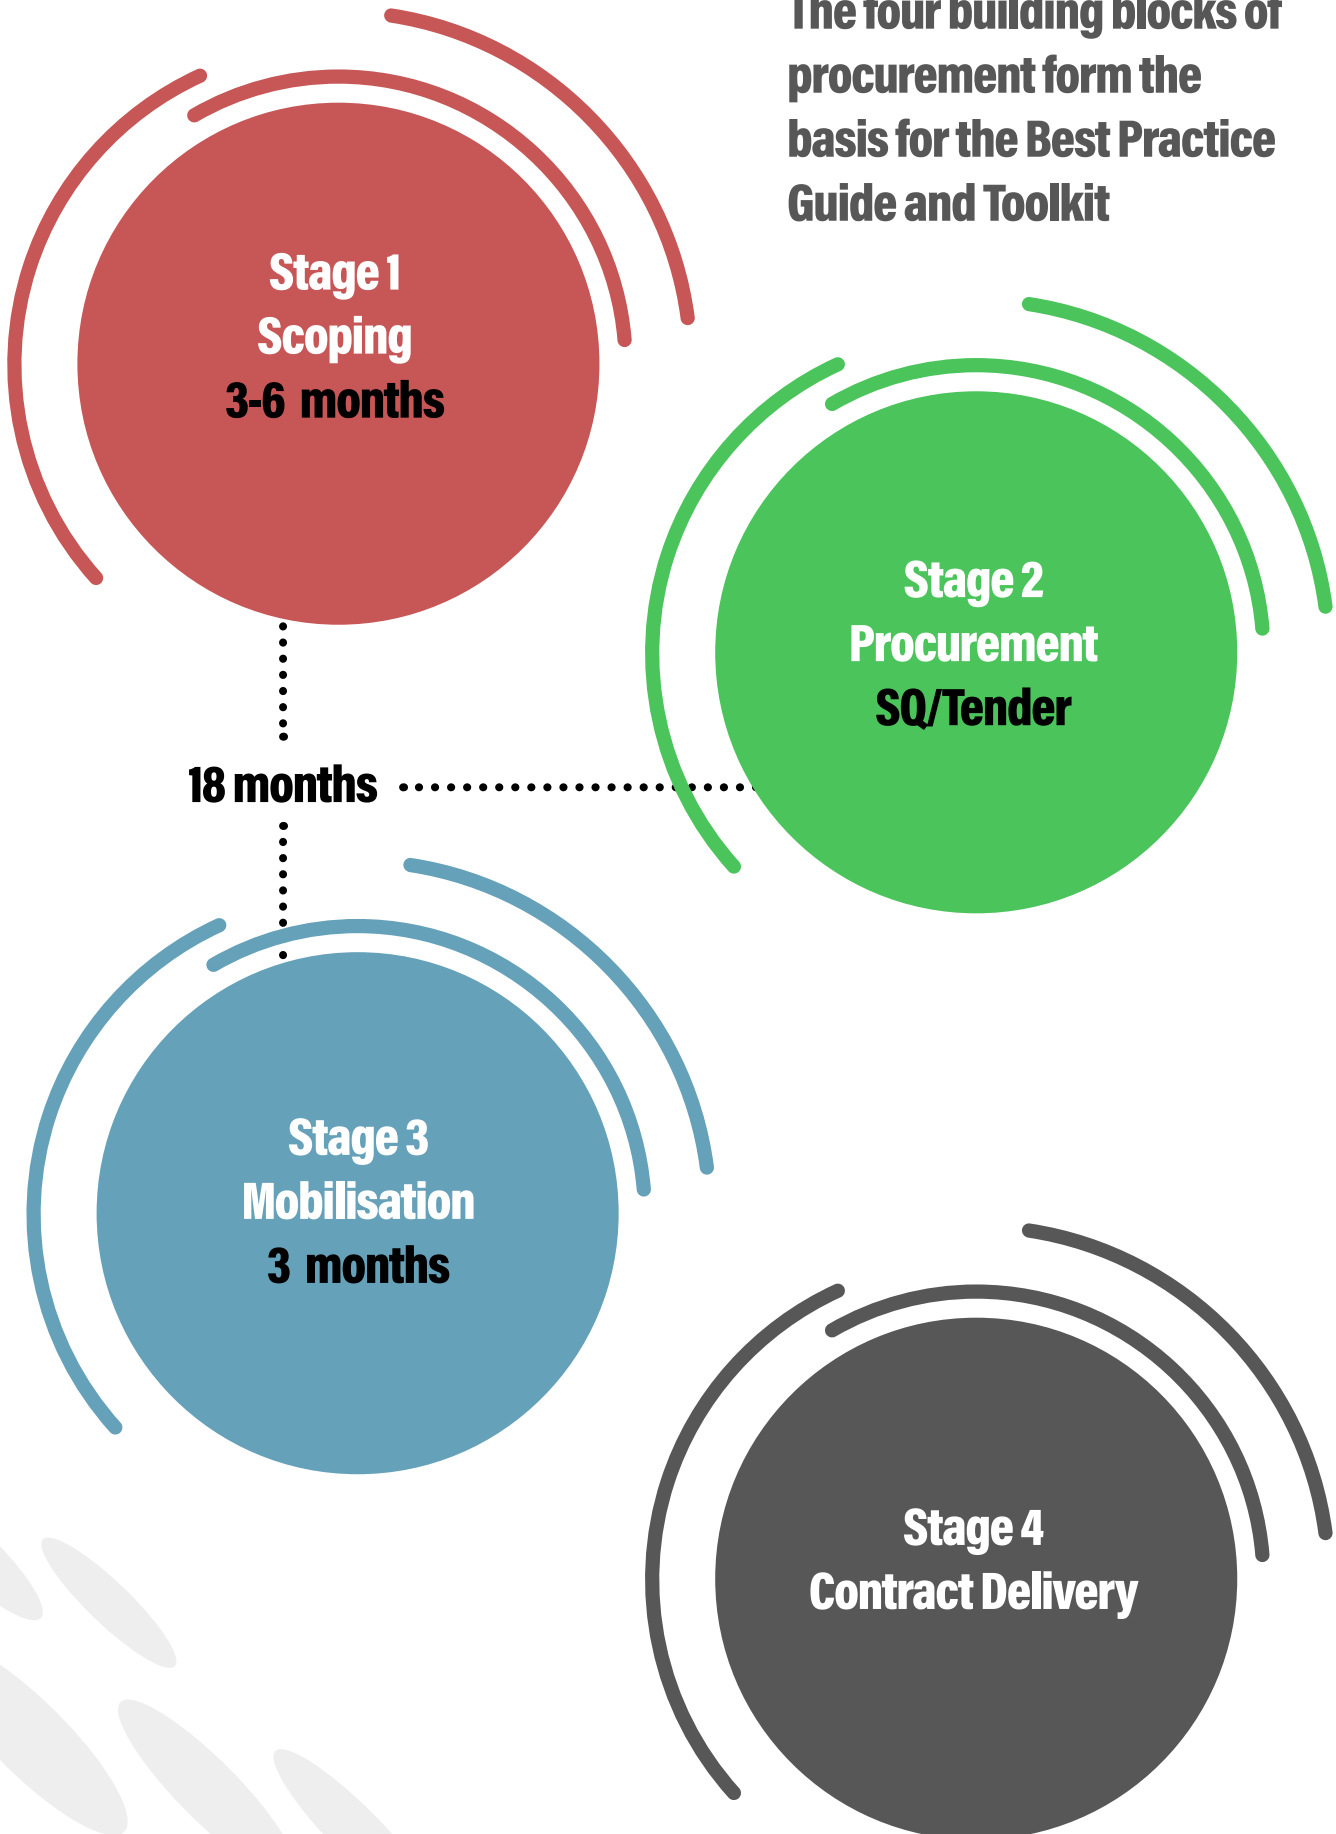 The four building blocks of
procurement form the
basis for the Best Practice
Guide and Toolkit
Stage 1
Scoping
3-6 months
Stage 2
Procurement
SQ/Tender
18 months
Stage 3
Mobilisation
3 months
Stage 4
Contract Delivery